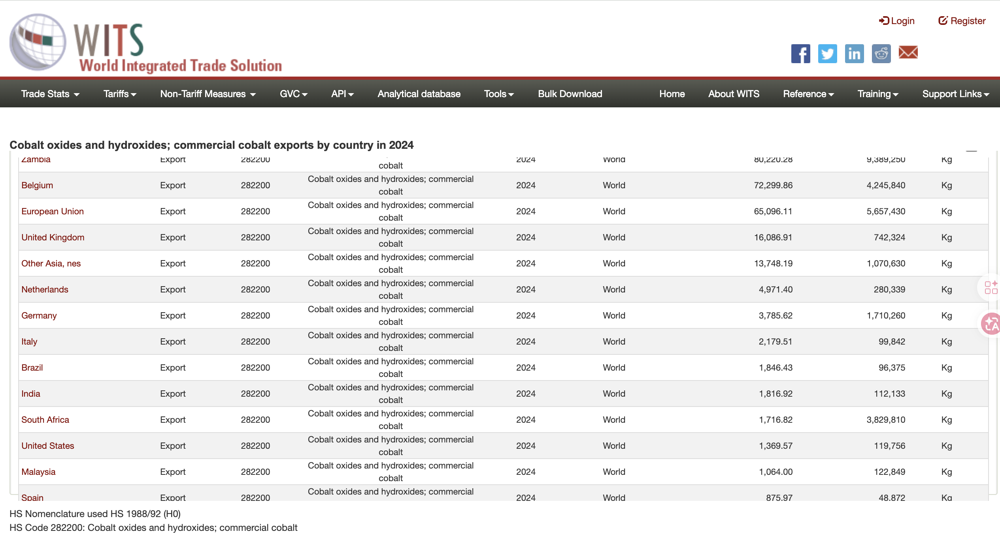 Login Register
WITS
World Integrated Trade Solution
Trade Stats Tariffs Non-Tariff Measures GVC API Analytical database Tools Bulk Download Home About WITS Reference Training Support Links
Cobalt oxides and hydroxides; commercial cobalt exports by country in 2024
Zambia Export 282200 cobalt 2024 World 80,220.28 9,389,250 Kg
Belgium Export 282200 Cobalt oxides and hydroxides; commercial
cobalt 2024 World 72,299.86 4,245,840 Kg
European Union Export 282200 Cobalt oxides and hydroxides; commercial
cobalt 2024 World 65,096.11 5,657,430 Kg
United Kingdom Export 282200 Cobalt oxides and hydroxides; commercial
cobalt 2024 World 16,086.91 742,324 Kg
Other Asia, nes Export 282200 Cobalt oxides and hydroxides; commercial
cobalt 2024 World 13,748.19 1,070,630 Kg
Netherlands Export 282200 Cobalt oxides and hydroxides; commercial
cobalt 2024 World 4,971.40 280,339 Kg
Germany Export 282200 Cobalt oxides and hydroxides; commercial
cobalt 2024 World 3,785.62 1,710,260 Kg
Italy Export 282200 Cobalt oxides and hydroxides; commercial
cobalt 2024 World 2,179.51 99,842 Kg
Brazil Export 282200 Cobalt oxides and hydroxides; commercial
cobalt 2024 World 1,846.43 96,375 Kg
India Export 282200 Cobalt oxides and hydroxides; commercial
cobalt 2024 World 1,816.92 112,133 Kg
South Africa Export 282200 Cobalt oxides and hydroxides; commercial
cobalt 2024 World 1,716.82 3,829,810 Kg
United States Export 282200 Cobalt oxides and hydroxides; commercial
cobalt 2024 World 1,369.57 119,756 Kg
Malaysia Export 282200 Cobalt oxides and hydroxides; commercial
cobalt 2024 World 1,064.00 122,849 Kg
Spain Export 282200 Cobalt oxides and hydroxides; commercial 2024 World 875.97 48,872 Kg
HS Nomenclature used HS 1988/92 (H0)
HS Code 282200: Cobalt oxides and hydroxides; commercial cobalt